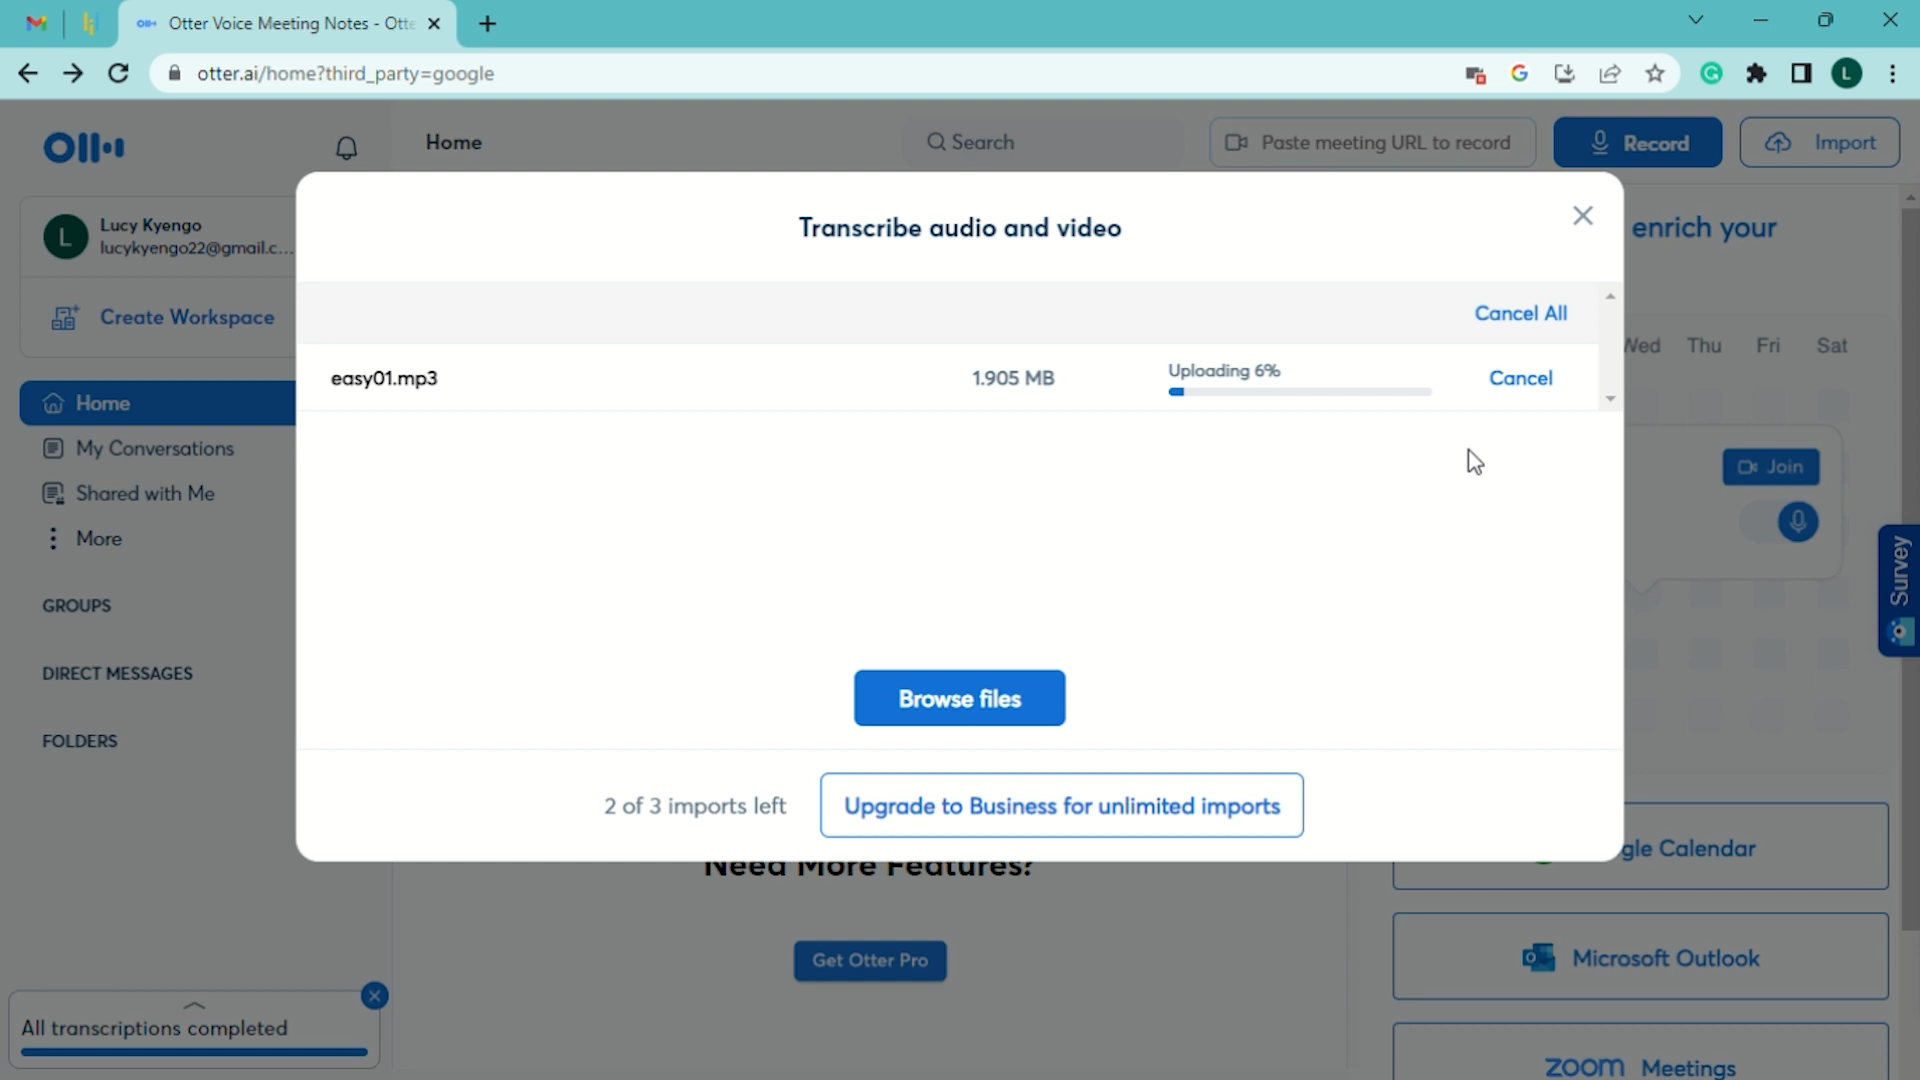 Otter Voice Meeting Notes - Otte
otter.ai/home?third_party=google
L
Home
Search
Paste meeting URL to record
Record
Import
L
Lucy Kyengo
lucykyengo22@gmail.c...
Create Workspace
Home
My Conversations
Shared with Me
More
GROUPS
DIRECT MESSAGES
FOLDERS
All transcriptions completed
Transcribe audio and video
Cancel All
easy01.mp3
1.905 MB
Uploading 6%
Cancel
Browse files
2 of 3 imports left
Upgrade to Business for unlimited imports
Need More Features?
Get Otter Pro
enrich your
Wed Thu Fri Sat
Join
Survey
gle Calendar
Microsoft Outlook
zoom Meetings